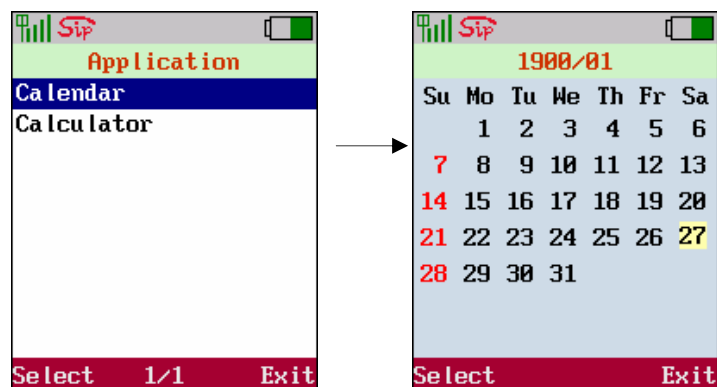 Sip
Application
Calendar
Calculator
Select 1/1 Exit
Sip
1900/01
Su Mo Tu We Th Fr Sa
1 2 3 4 5 6
7 8 9 10 11 12 13
14 15 16 17 18 19 20
21 22 23 24 25 26 27
28 29 30 31
Select Exit